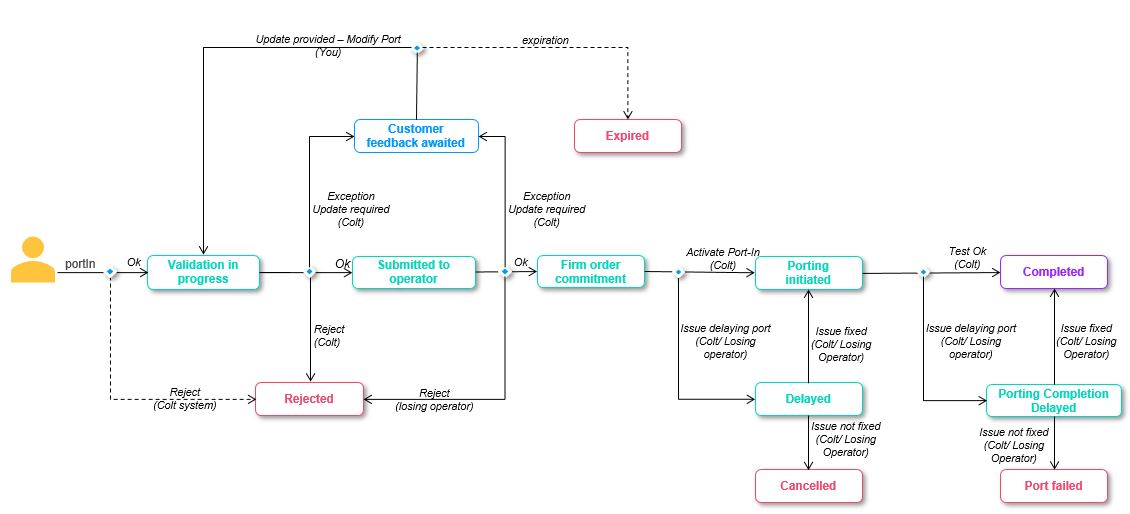 Update provided – Modify Port
(You)
expiration
Customer
feedback awaited
Expired
Exception
Update required
(Colt)
Exception
Update required
(Colt)
portIn
Ok
Validation in
progress
Ok
Submitted to
operator
Ok
Firm order
commitment
Activate Port-In
(Colt)
Porting
initiated
Test Ok
(Colt)
Completed
Reject
(Colt)
Issue delaying port
(Colt/ Losing
operator)
Issue fixed
(Colt/ Losing
Operator)
Issue delaying port
(Colt/ Losing
operator)
Issue fixed
(Colt/ Losing
Operator)
Reject
(Colt system)
Rejected
Reject
(losing operator)
Delayed
Porting Completion
Delayed
Issue not fixed
(Colt/ Losing
Operator)
Issue not fixed
(Colt/ Losing
Operator)
Cancelled
Port failed